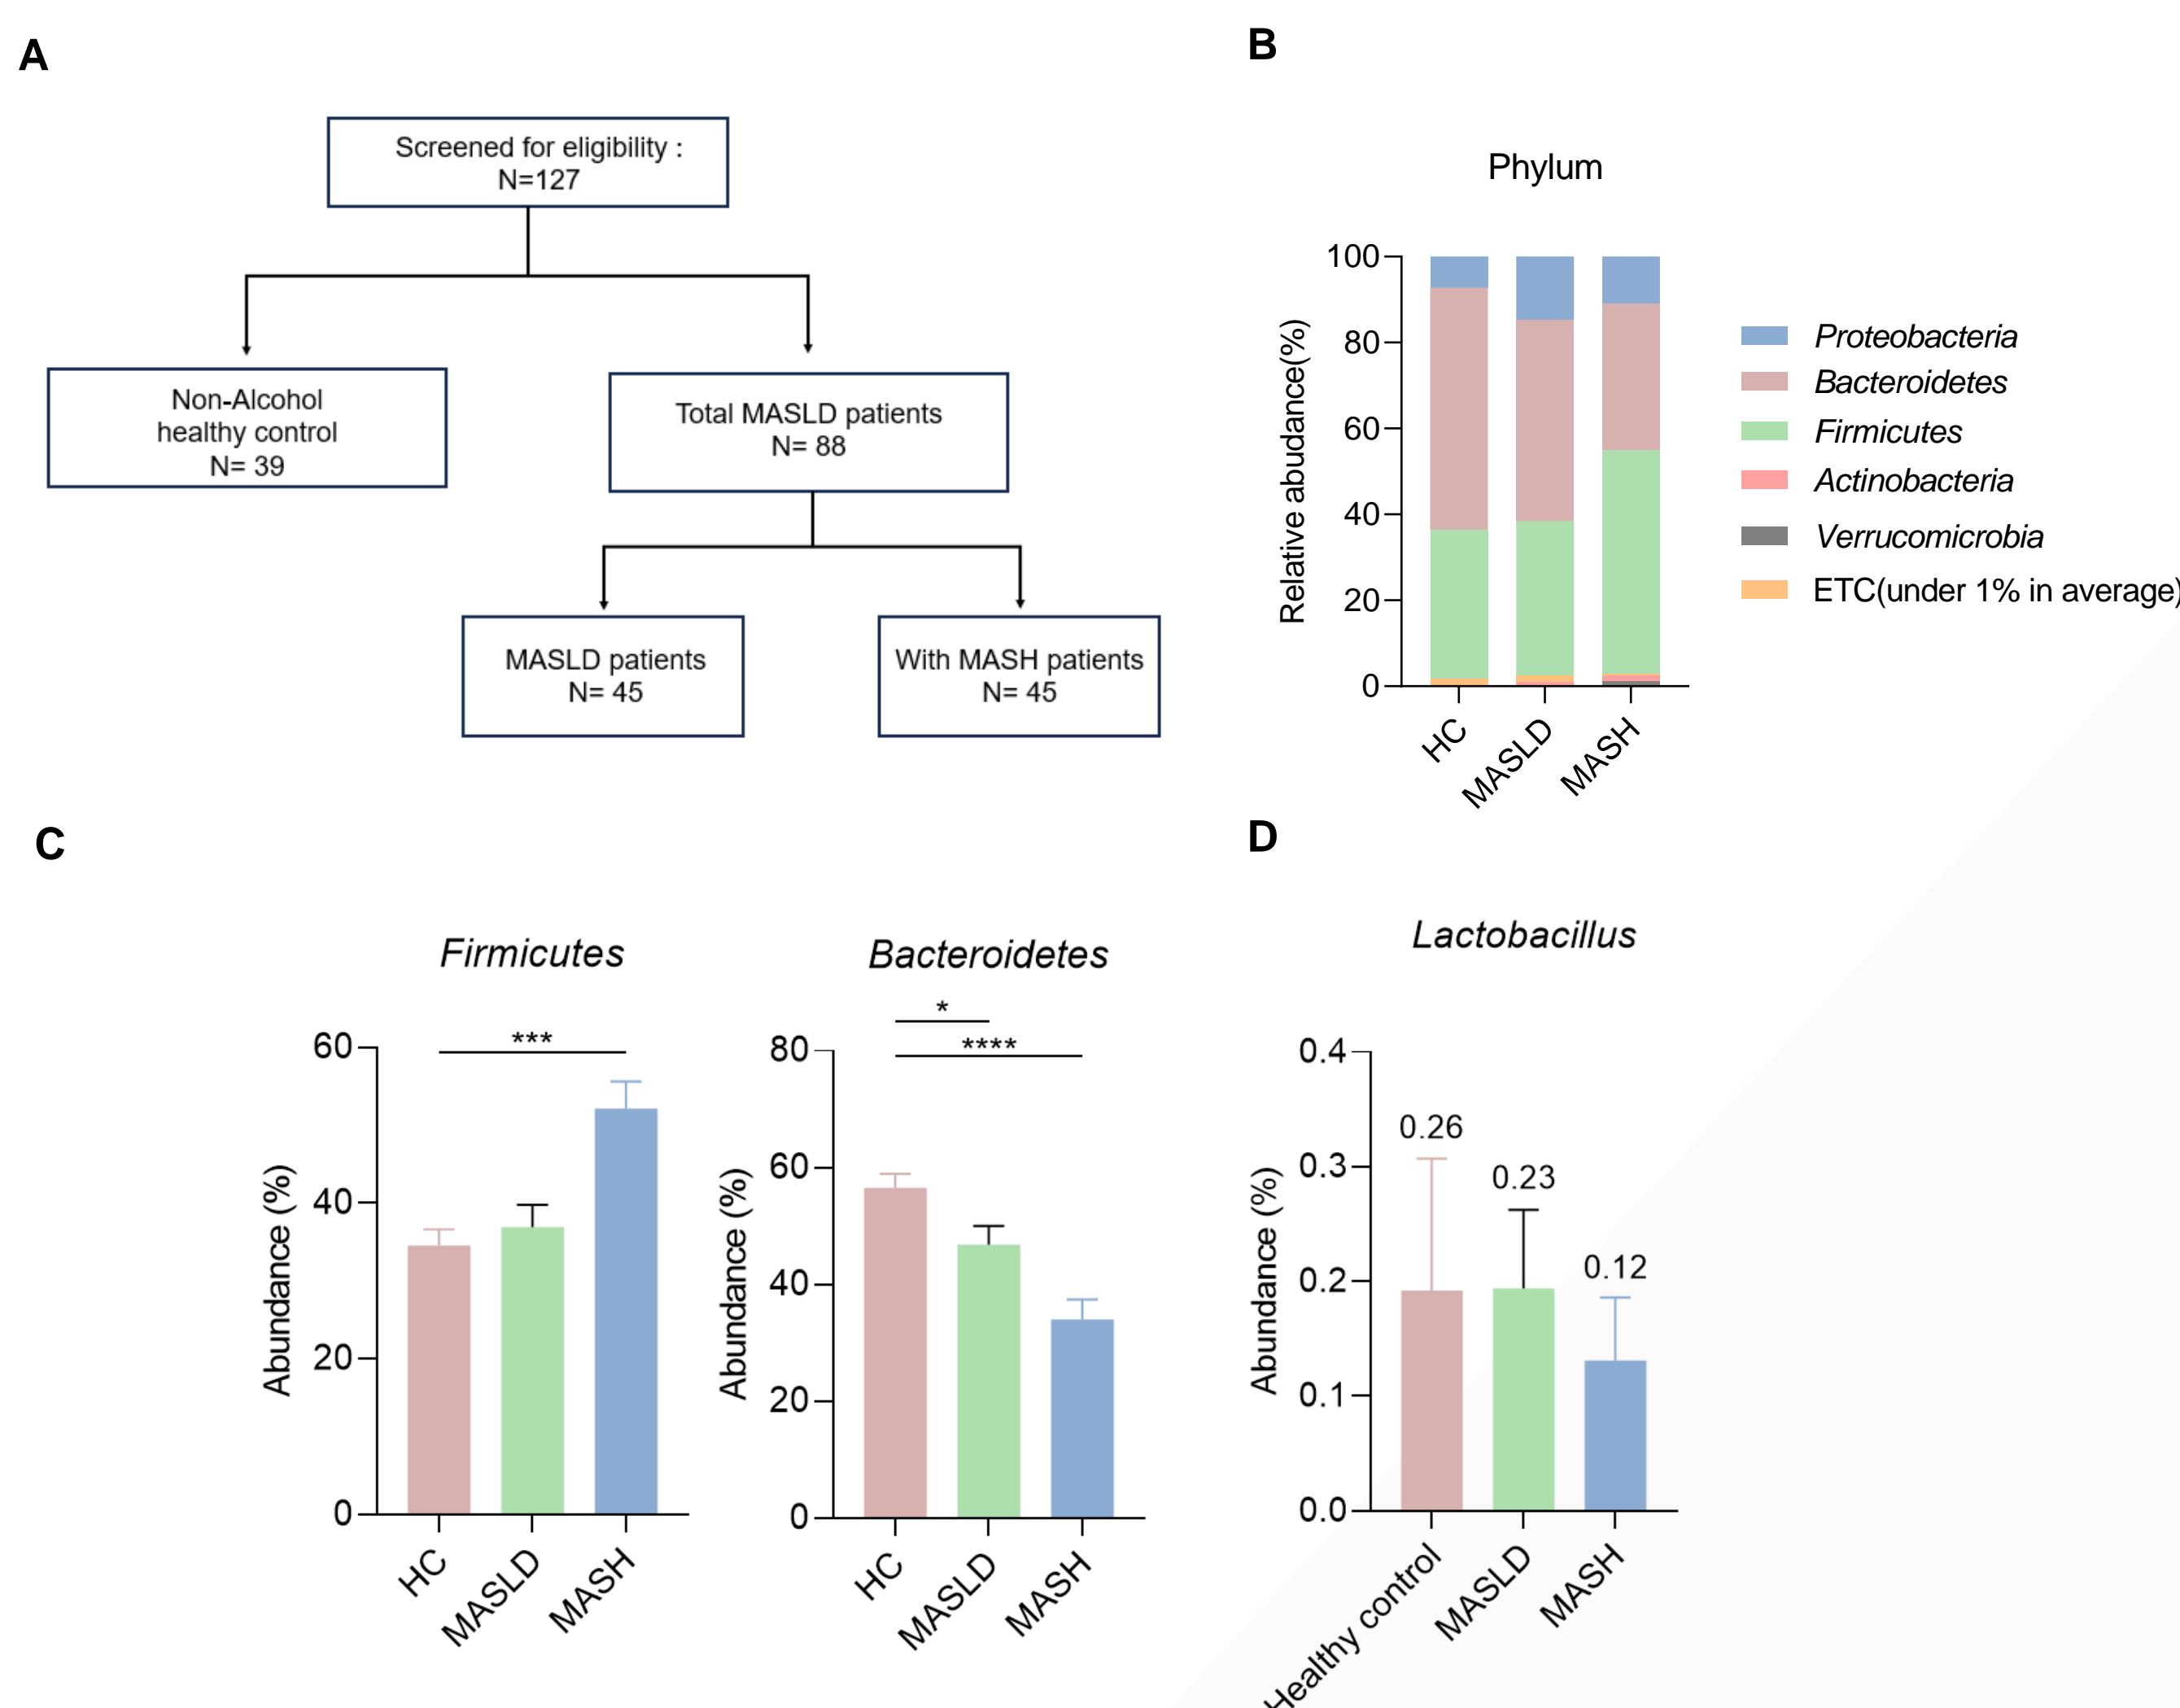 A
Screened for eligibility :
N=127
Non-Alcohol
healthy control
N= 39
Total MASLD patients
N= 88
MASLD patients
N= 45
With MASH patients
N= 45
B
Phylum
Relative abudance(%)
100
80
60
40
20
0
HC
MASLD
MASH
Proteobacteria
Bacteroidetes
Firmicutes
Actinobacteria
Verrucomicrobia
ETC(under 1% in average)
C
Firmicutes
***
Abundance (%)
60
40
20
0
HC
MASLD
MASH
Bacteroidetes
*
****
Abundance (%)
80
60
40
20
0
HC
MASLD
MASH
D
Lactobacillus
Abundance (%)
0.4
0.3
0.2
0.1
0.0
0.26
0.23
0.12
Healthy control
MASLD
MASH